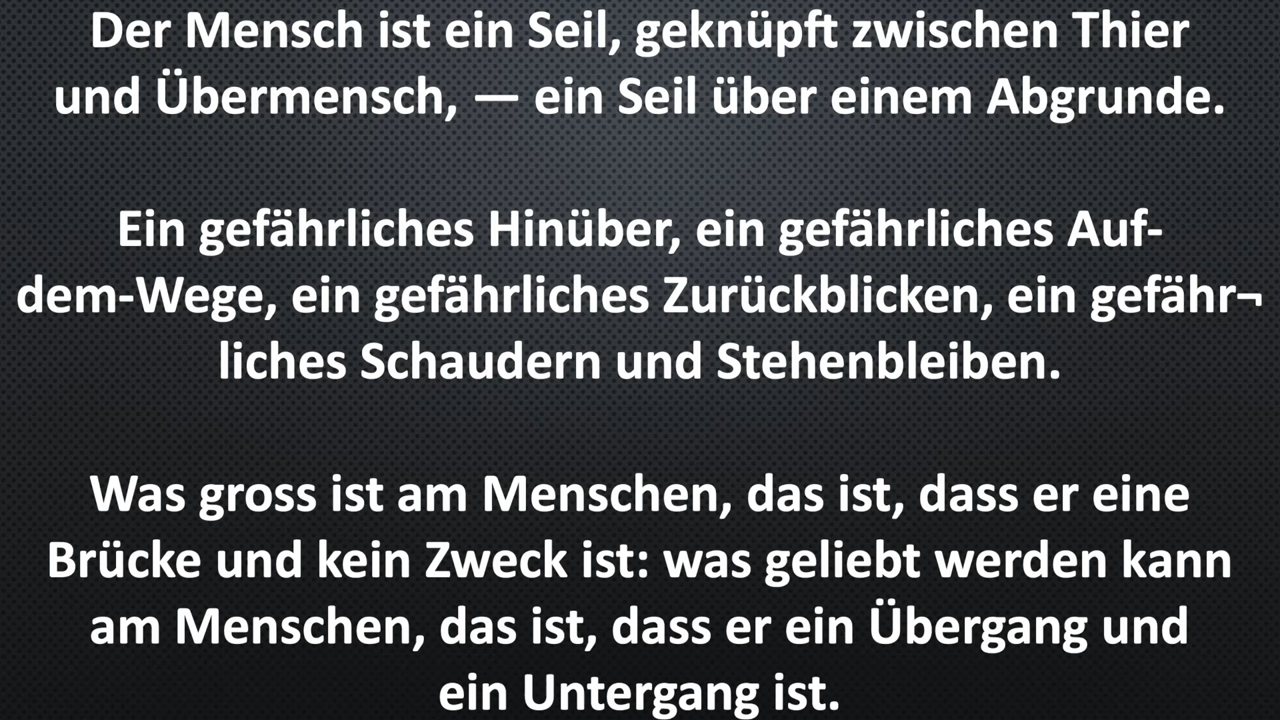 Der Mensch ist ein Seil, geknüpft zwischen Thier
und Übermensch, — ein Seil über einem Abgrunde.
Ein gefährliches Hinüber, ein gefährliches Auf-
dem-Wege, ein gefährliches Zurückblicken, ein gefähr¬
liches Schaudern und Stehenbleiben.
Was gross ist am Menschen, das ist, dass er eine
Brücke und kein Zweck ist: was geliebt werden kann
am Menschen, das ist, dass er ein Übergang und
ein Untergang ist.